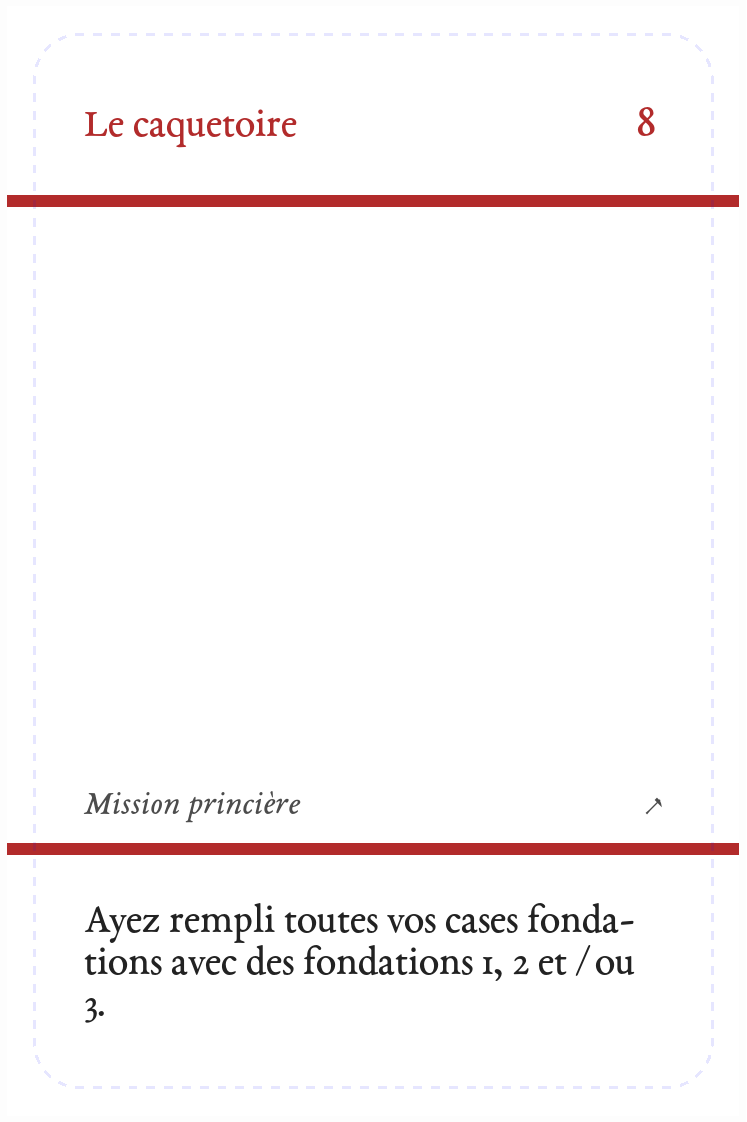 Le caquetoire 8
Mission princière ↗
Ayez rempli toutes vos cases fonda-
tions avec des fondations 1, 2 et / ou
3.